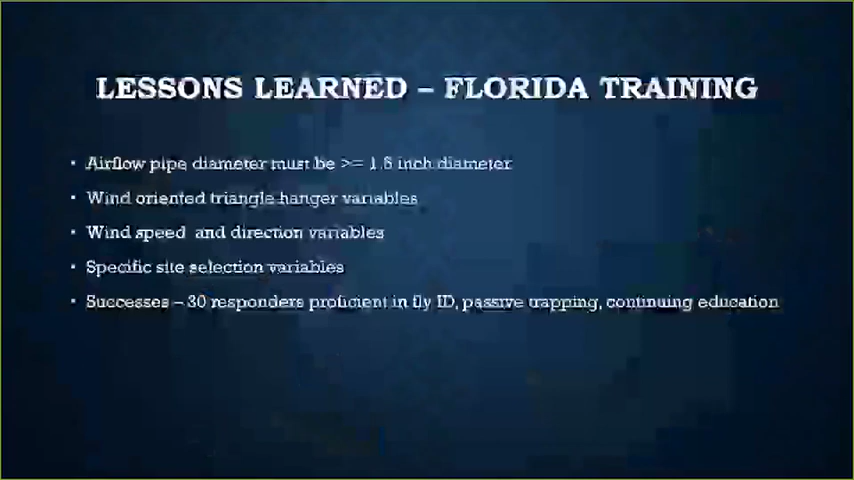 LESSONS LEARNED – FLORIDA TRAINING
• Airflow pipe diameter must be >= 1.6 inch diameter
• Wind oriented triangle hanger variables
• Wind speed and direction variables
• Specific site selection variables
• Successes – 30 responders proficient in fly ID, passive trapping, continuing education